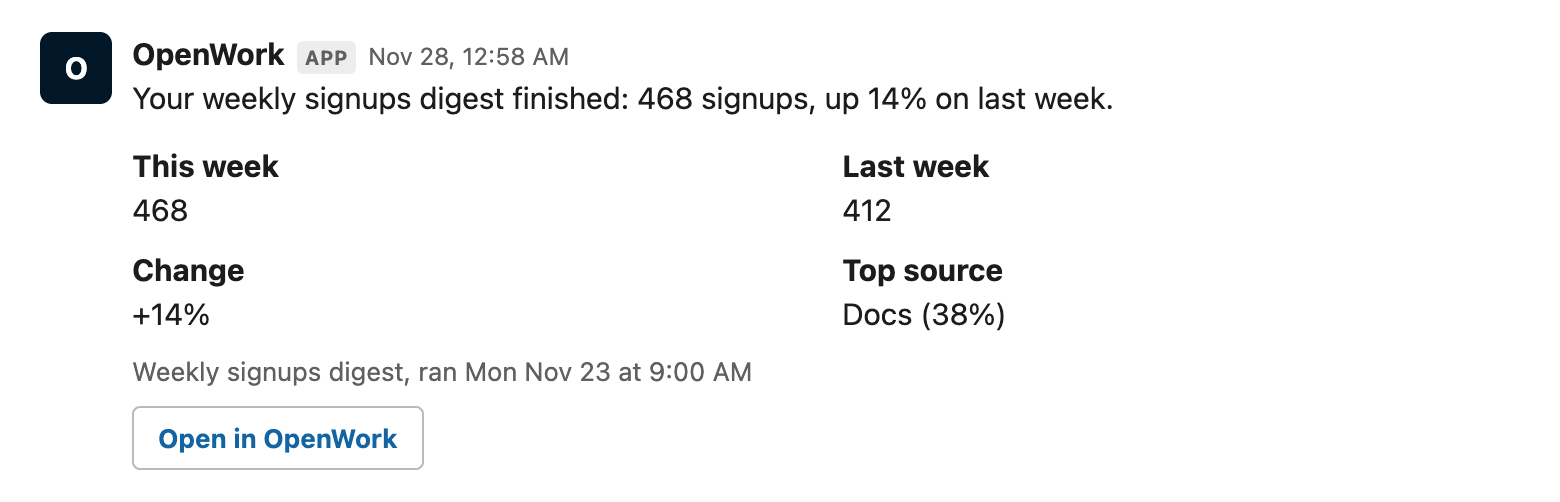 O
OpenWork APP Nov 28, 12:58 AM
Your weekly signups digest finished: 468 signups, up 14% on last week.
This week Last week
468 412
Change Top source
+14% Docs (38%)
Weekly signups digest, ran Mon Nov 23 at 9:00 AM
Open in OpenWork